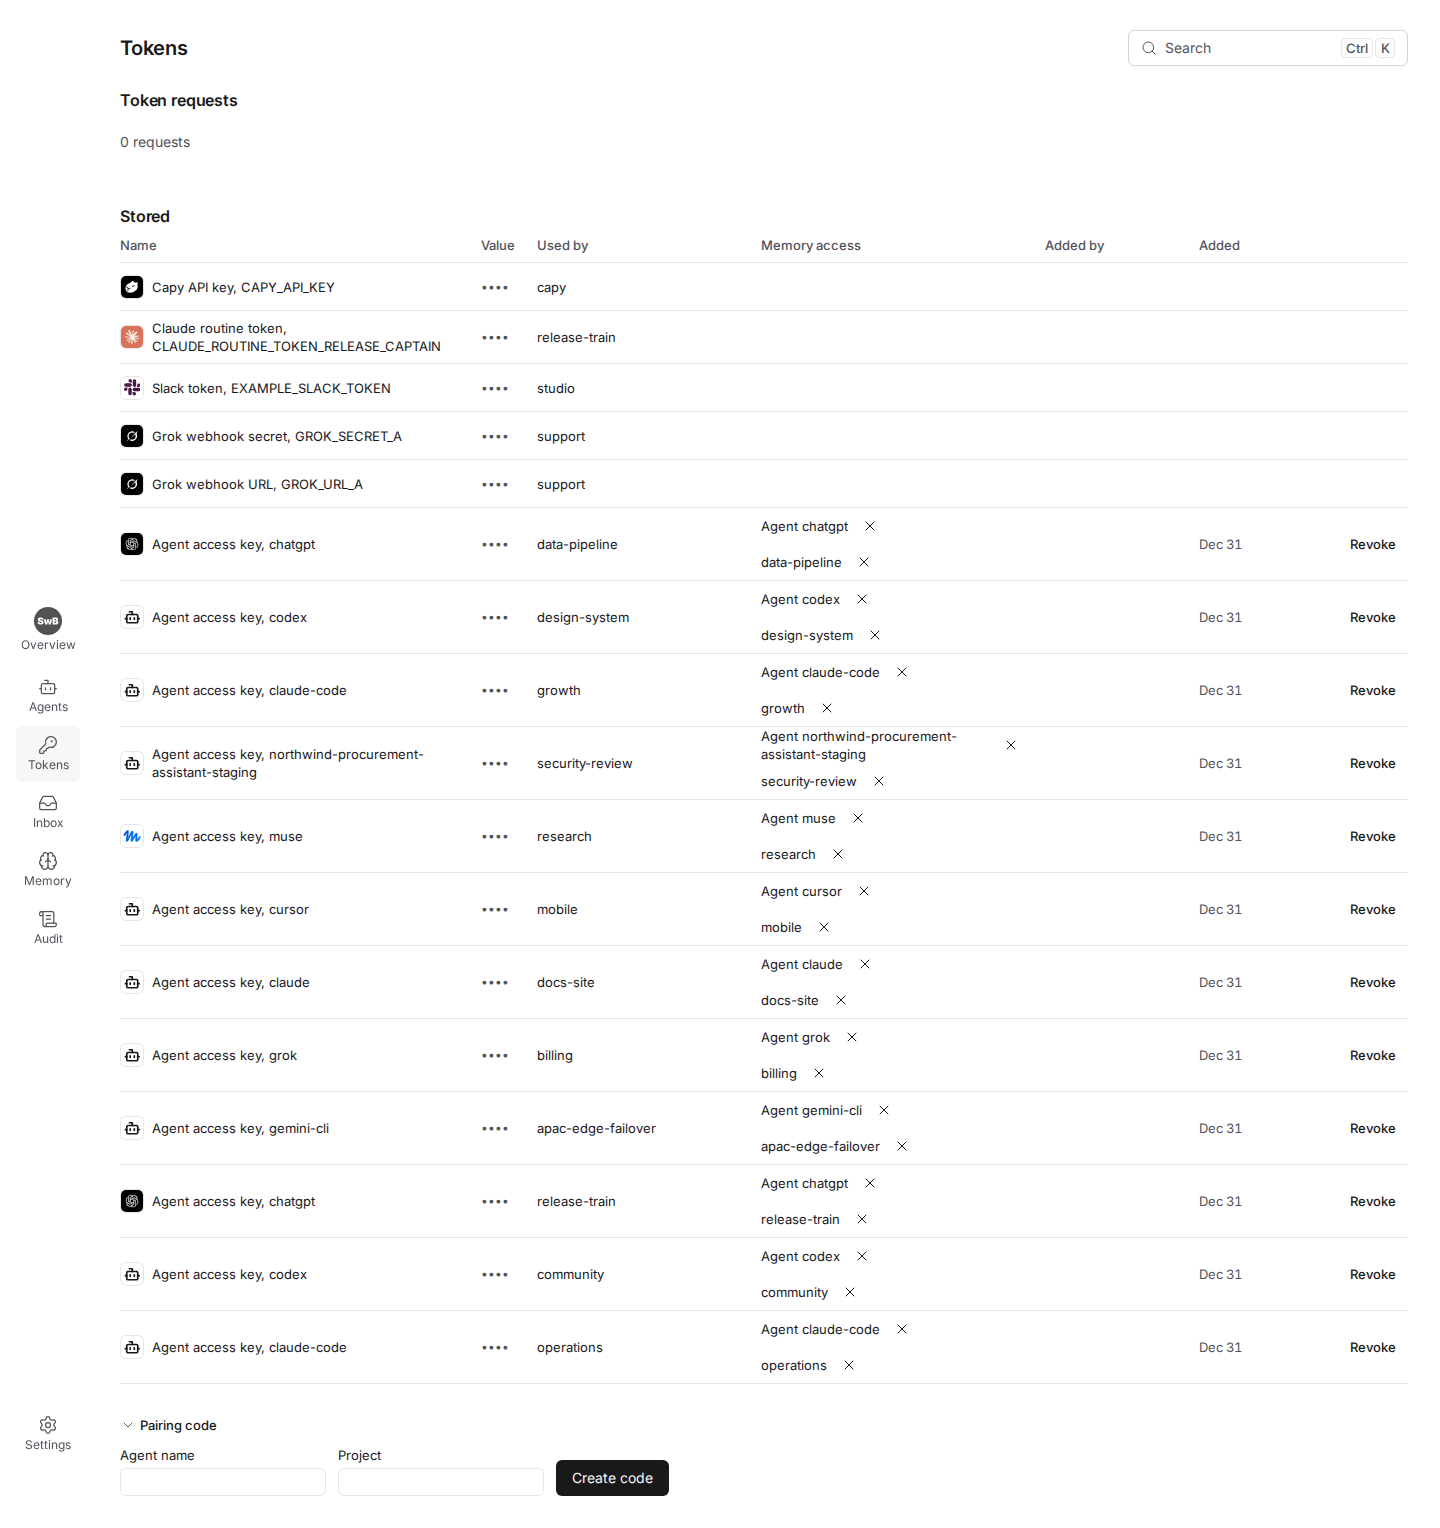 Tokens
Search Ctrl K
Token requests
0 requests
Stored
Name Value Used by Memory access Added by Added
Capy API key, CAPY_API_KEY •••• capy
Claude routine token,
CLAUDE_ROUTINE_TOKEN_RELEASE_CAPTAIN •••• release-train
Slack token, EXAMPLE_SLACK_TOKEN •••• studio
Grok webhook secret, GROK_SECRET_A •••• support
Grok webhook URL, GROK_URL_A •••• support
Agent access key, chatgpt •••• data-pipeline Agent chatgpt Dec 31 Revoke
data-pipeline
Agent access key, codex •••• design-system Agent codex Dec 31 Revoke
design-system
Agent access key, claude-code •••• growth Agent claude-code Dec 31 Revoke
growth
Agent access key, northwind-procurement-
assistant-staging •••• security-review Agent northwind-procurement-
assistant-staging Dec 31 Revoke
security-review
Agent access key, muse •••• research Agent muse Dec 31 Revoke
research
Agent access key, cursor •••• mobile Agent cursor Dec 31 Revoke
mobile
Agent access key, claude •••• docs-site Agent claude Dec 31 Revoke
docs-site
Agent access key, grok •••• billing Agent grok Dec 31 Revoke
billing
Agent access key, gemini-cli •••• apac-edge-failover Agent gemini-cli Dec 31 Revoke
apac-edge-failover
Agent access key, chatgpt •••• release-train Agent chatgpt Dec 31 Revoke
release-train
Agent access key, codex •••• community Agent codex Dec 31 Revoke
community
Agent access key, claude-code •••• operations Agent claude-code Dec 31 Revoke
operations
Pairing code
Agent name Project
Create code
SwB
Overview
Agents
Tokens
Inbox
Memory
Audit
Settings